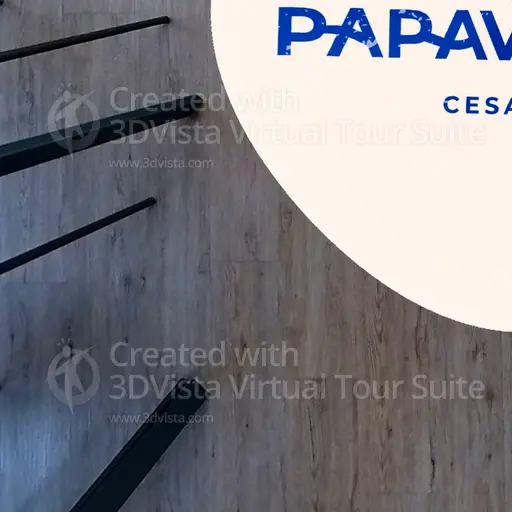 PAPAV
CESA
Created with
3DVista Virtual Tour Suite
www.3dvista.com
Created with
3DVista Virtual Tour Suite
www.3dvista.com